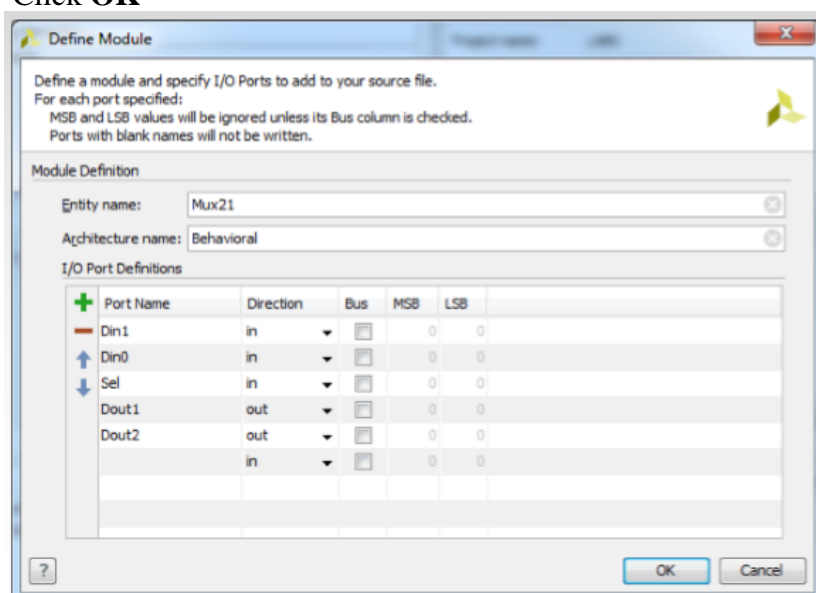 Click OK
Define Module
Define a module and specify I/O Ports to add to your source file.
For each port specified:
MSB and LSB values will be ignored unless its Bus column is checked.
Ports with blank names will not be written.
Module Definition
Entity name: Mux21
Architecture name: Behavioral
I/O Port Definitions
Port Name Direction Bus MSB LSB
Din1 in 0 0
Din0 in 0 0
Sel in 0 0
Dout1 out 0 0
Dout2 out 0 0
in 0 0
? OK Cancel